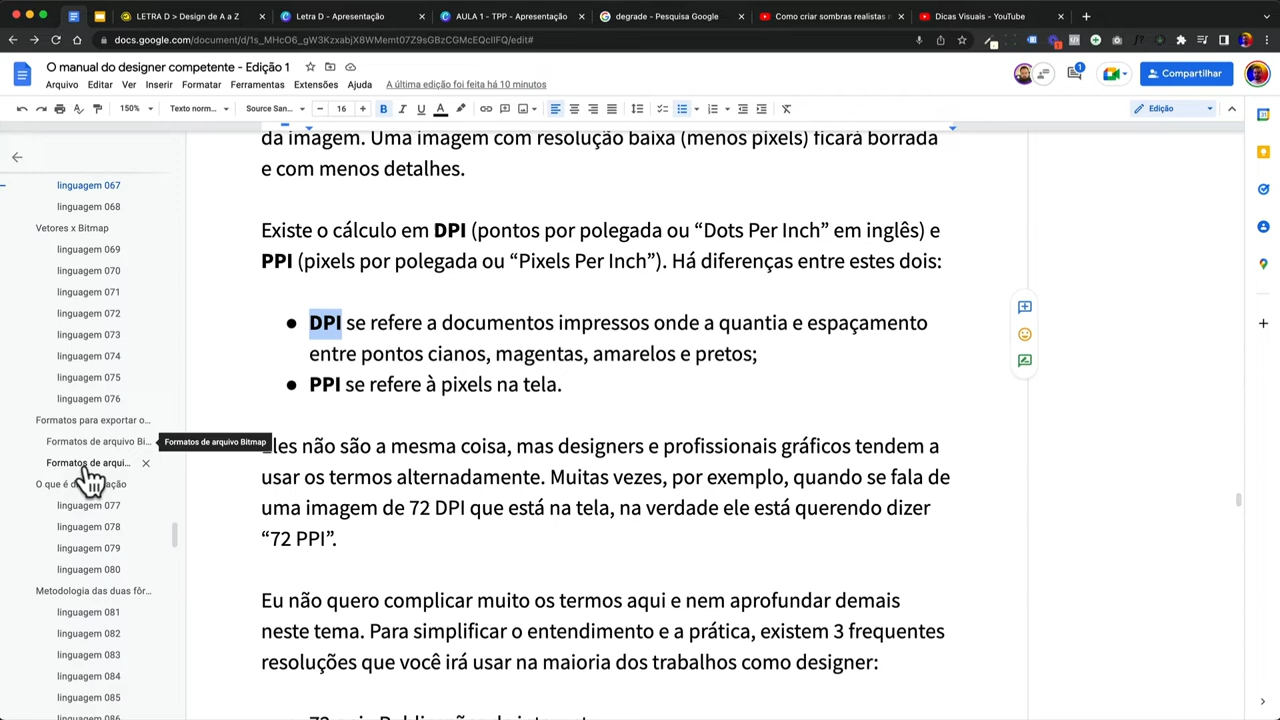 LETRA D > Design de A a Z
Letra D - Apresentação
AULA 1 - TPP - Apresentação
degrade - Pesquisa Google
Como criar sombras realistas n
Dicas Visuais - YouTube
docs.google.com/document/d/1s_MHcO6_gW3KzxabjX8WMemt07Z9sGBzCGMcEQcIIFQ/edit#
O manual do designer competente - Edição 1
Arquivo Editar Ver Inserir Formatar Ferramentas Extensões Ajuda
A última edição foi feita há 10 minutos
1
Compartilhar
150% Texto norm... Source San... 16 Edição
linguagem 067
linguagem 068
Vetores x Bitmap
linguagem 069
linguagem 070
linguagem 071
linguagem 072
linguagem 073
linguagem 074
linguagem 075
linguagem 076
Formatos para exportar o...
Formatos de arquivo Bi...
Formatos de arquivo Bitmap
Formatos de arqui...
O que é
linguagem 077
linguagem 078
linguagem 079
linguagem 080
Metodologia das duas fôr...
linguagem 081
linguagem 082
linguagem 083
linguagem 084
linguagem 085
linguagem 086
da imagem. Uma imagem com resolução baixa (menos pixels) ficará borrada
e com menos detalhes.
Existe o cálculo em DPI (pontos por polegada ou “Dots Per Inch” em inglês) e
PPI (pixels por polegada ou “Pixels Per Inch”). Há diferenças entre estes dois:
● DPI se refere a documentos impressos onde a quantia e espaçamento
entre pontos cianos, magentas, amarelos e pretos;
● PPI se refere à pixels na tela.
Eles não são a mesma coisa, mas designers e profissionais gráficos tendem a
usar os termos alternadamente. Muitas vezes, por exemplo, quando se fala de
uma imagem de 72 DPI que está na tela, na verdade ele está querendo dizer
“72 PPI”.
Eu não quero complicar muito os termos aqui e nem aprofundar demais
neste tema. Para simplificar o entendimento e a prática, existem 3 frequentes
resoluções que você irá usar na maioria dos trabalhos como designer: